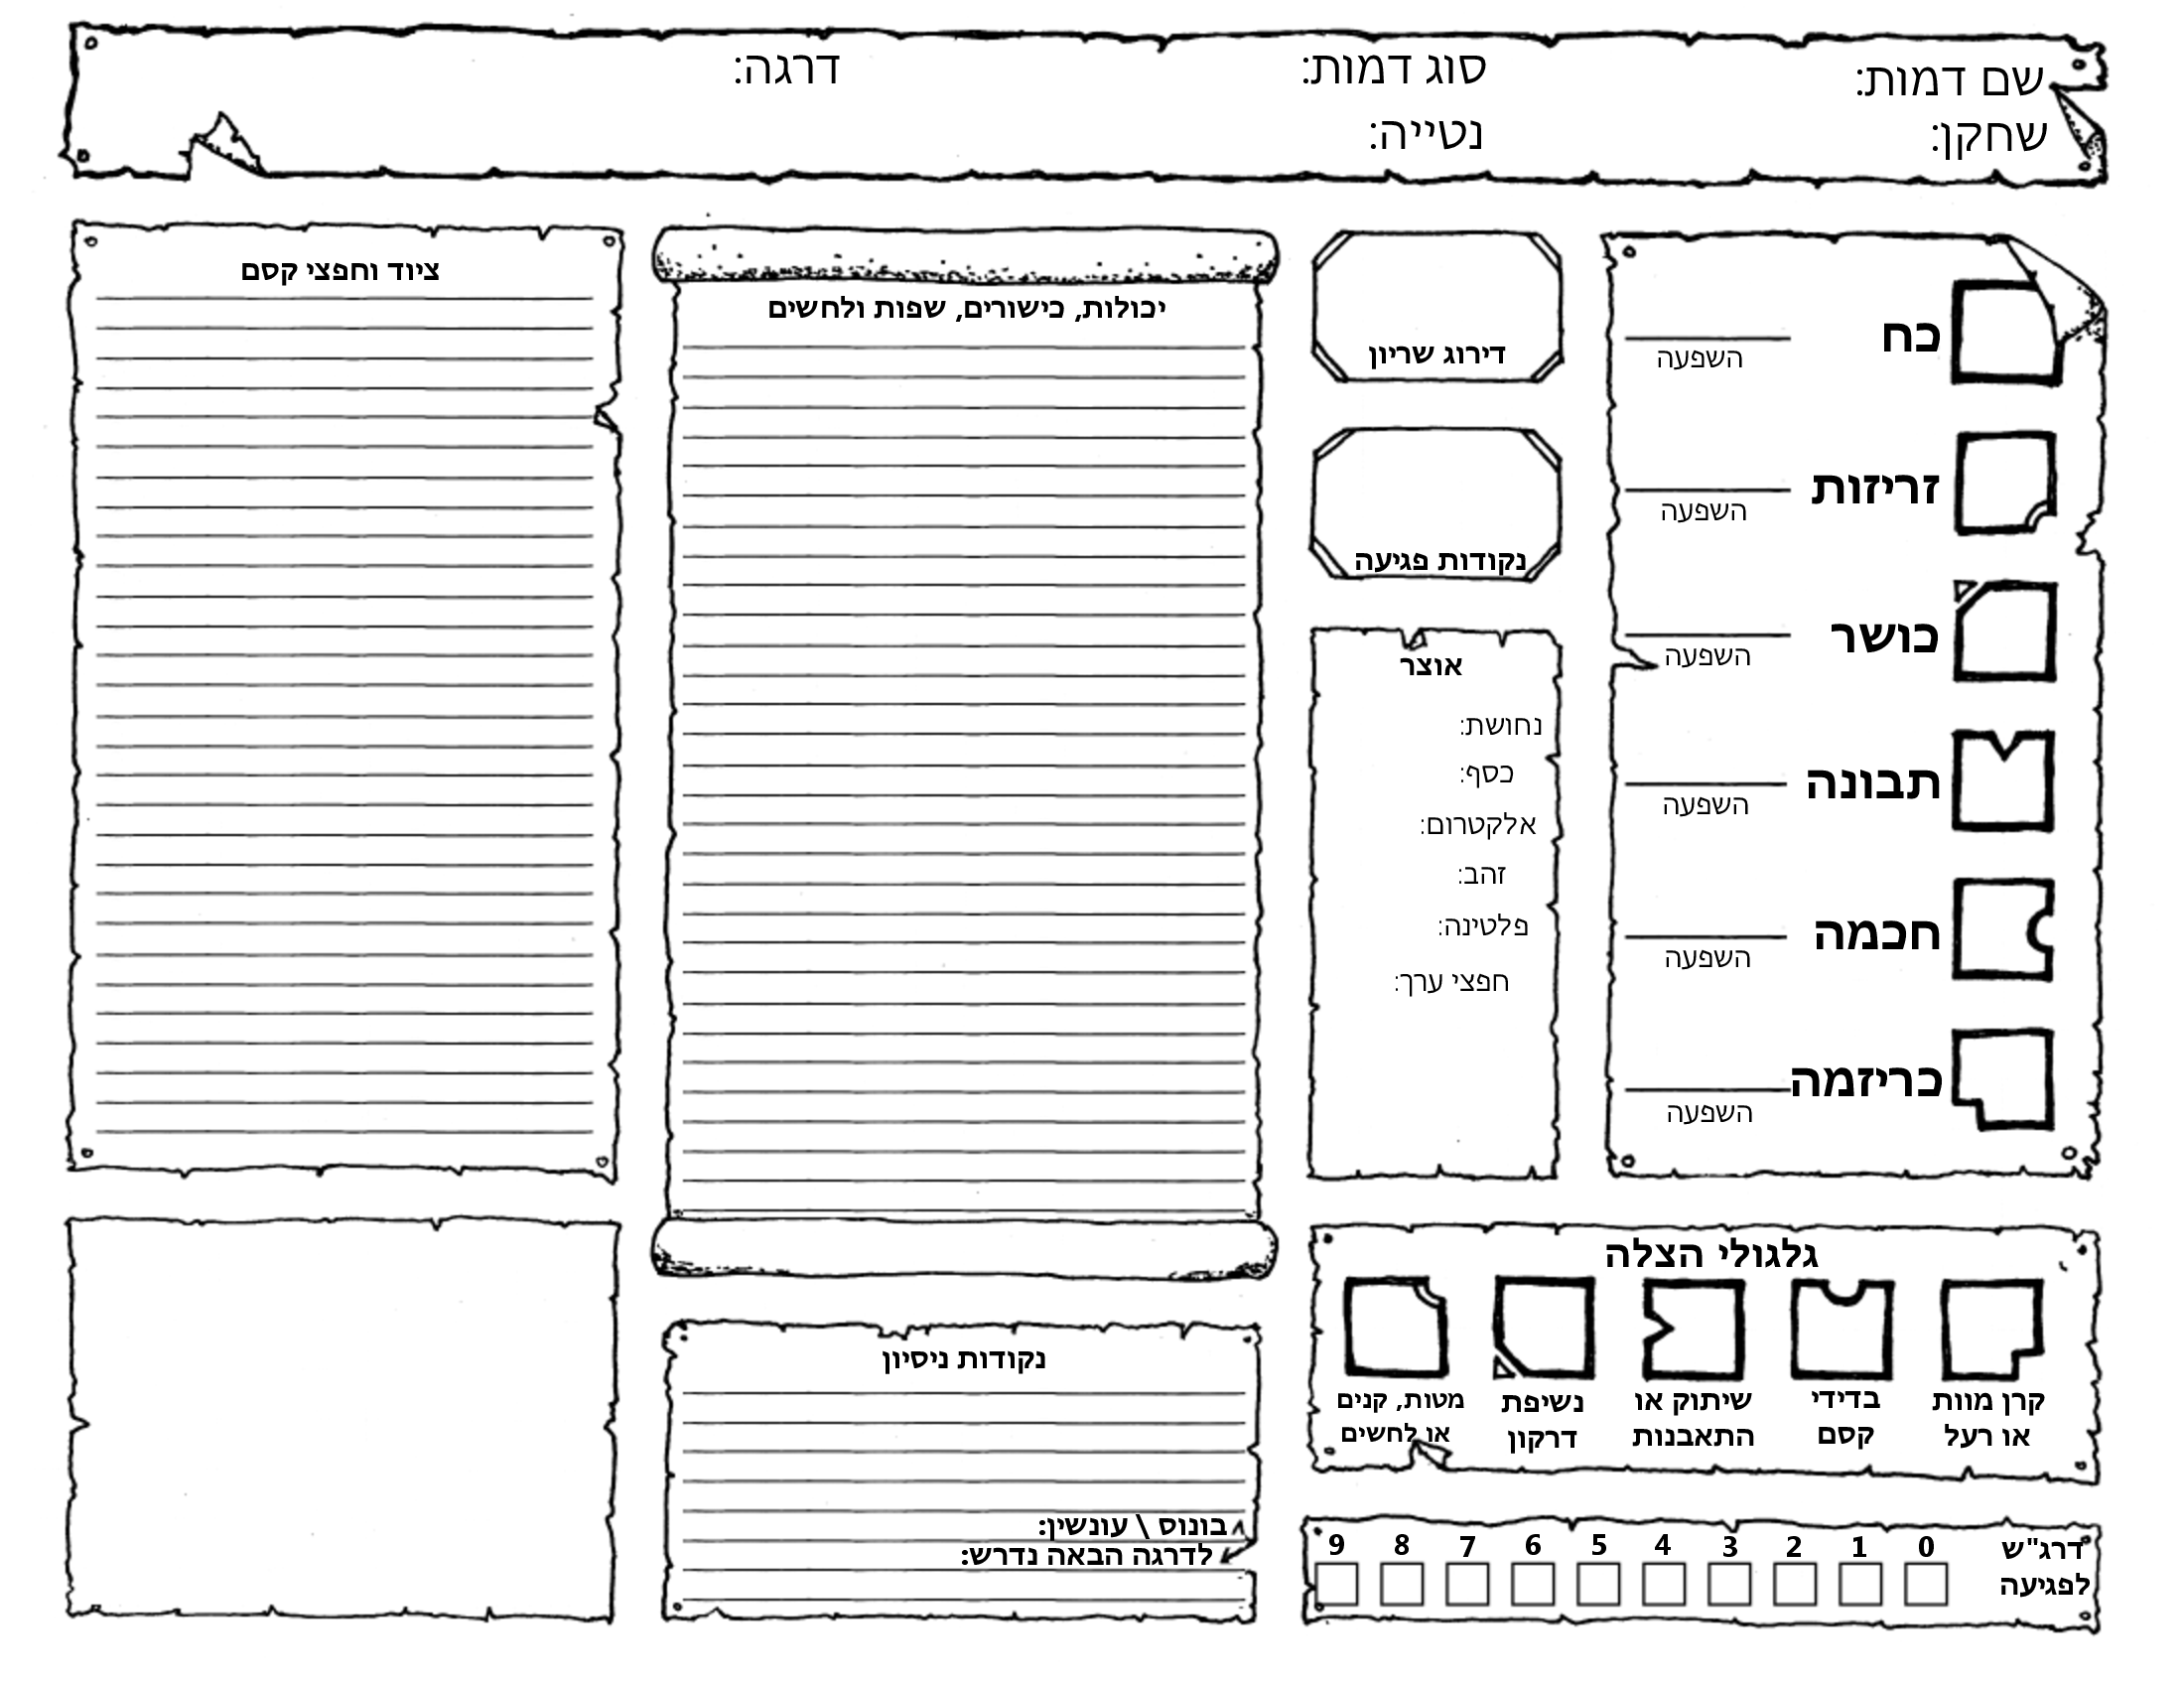 שם דמות:
סוג דמות:
דרגה:
שחקן:
נטייה:
כח
השפעה
זריזות
השפעה
כושר
השפעה
תבונה
השפעה
חכמה
השפעה
כריזמה
השפעה
דירוג שריון
נקודות פגיעה
אוצר
נחושת:
כסף:
אלקטרום:
זהב:
פלטינה:
חפצי ערך:
יכולות, כישורים, שפות ולחשים
ציוד וחפצי קסם
גלגולי הצלה
קרן מוות
או רעל
בדידי
קסם
שיתוק או
התאבנות
נשיפת
דרקון
מטות, קנים
או לחשים
נקודות ניסיון
בונוס \ עונשין:
לדרגה הבאה נדרש:
דרג"ש
לפגיעה
0 1 2 3 4 5 6 7 8 9